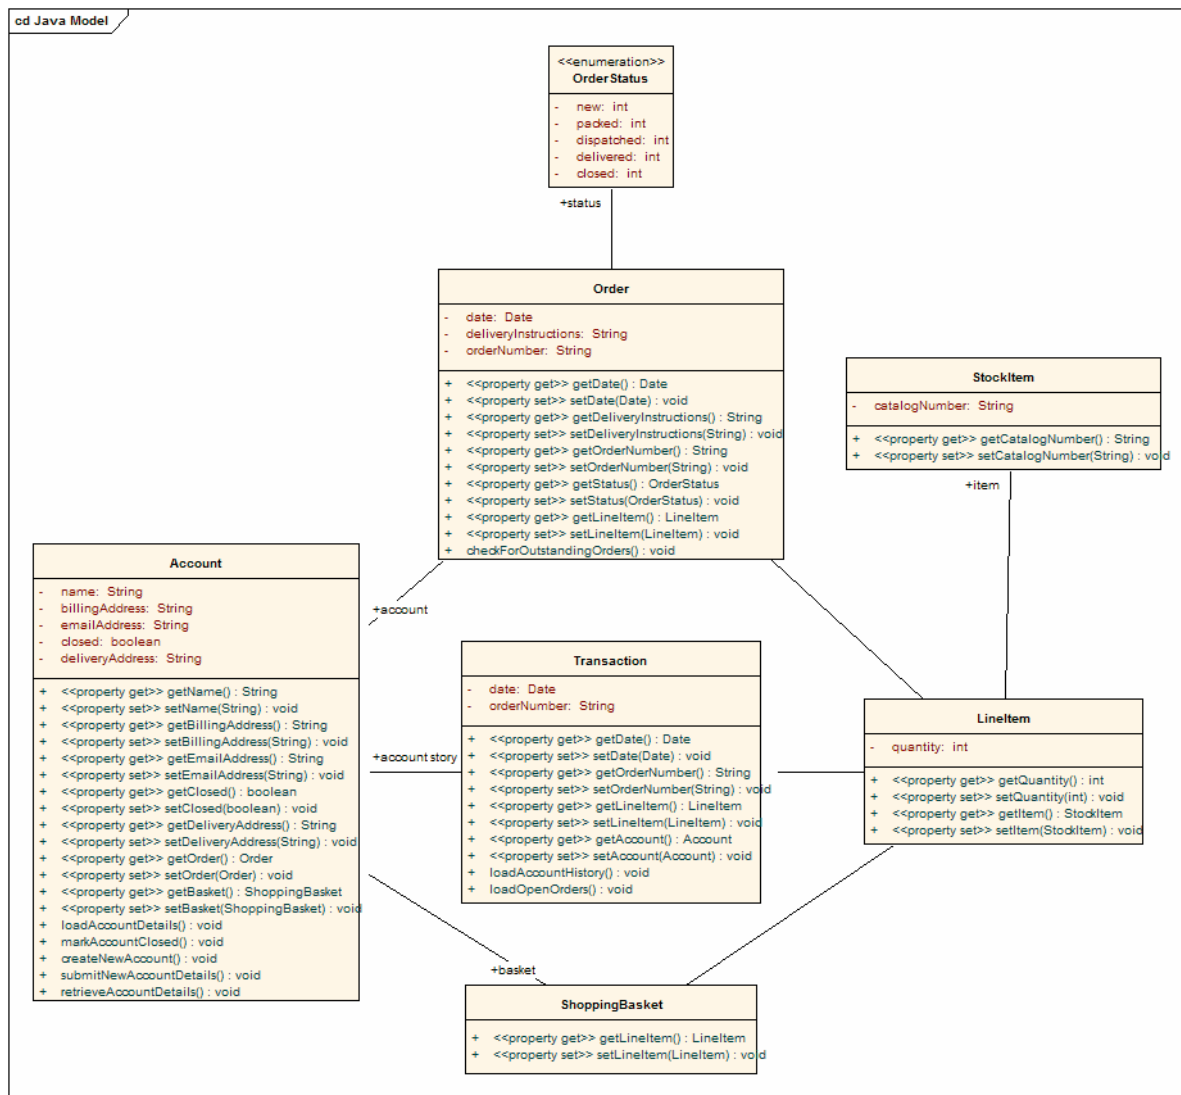 cd Java Model
<<enumeration>>
OrderStatus
- new: int
- packed: int
- dispatched: int
- delivered: int
- closed: int
+status
Order
- date: Date
- deliveryInstructions: String
- orderNumber: String
+ <<property get>> getDate() : Date
+ <<property set>> setDate(Date) : void
+ <<property get>> getDeliveryInstructions() : String
+ <<property set>> setDeliveryInstructions(String) : void
+ <<property get>> getOrderNumber() : String
+ <<property set>> setOrderNumber(String) : void
+ <<property get>> getStatus() : OrderStatus
+ <<property set>> setStatus(OrderStatus) : void
+ <<property get>> getLineItem() : LineItem
+ <<property set>> setLineItem(LineItem) : void
+ checkForOutstandingOrders() : void
StockItem
- catalogNumber: String
+ <<property get>> getCatalogNumber() : String
+ <<property set>> setCatalogNumber(String) : void
+item
Account
- name: String
- billingAddress: String
- emailAddress: String
- closed: boolean
- deliveryAddress: String
+ <<property get>> getName() : String
+ <<property set>> setName(String) : void
+ <<property get>> getBillingAddress() : String
+ <<property set>> setBillingAddress(String) : void
+ <<property get>> getEmailAddress() : String
+ <<property set>> setEmailAddress(String) : void
+ <<property get>> getClosed() : boolean
+ <<property set>> setClosed(boolean) : void
+ <<property get>> getDeliveryAddress() : String
+ <<property set>> setDeliveryAddress(String) : void
+ <<property get>> getOrder() : Order
+ <<property set>> setOrder(Order) : void
+ <<property get>> getBasket() : ShoppingBasket
+ <<property set>> setBasket(ShoppingBasket) : void
+ loadAccountDetails() : void
+ markAccountClosed() : void
+ createNewAccount() : void
+ submitNewAccountDetails() : void
+ retrieveAccountDetails() : void
+account
+account story
Transaction
- date: Date
- orderNumber: String
+ <<property get>> getDate() : Date
+ <<property set>> setDate(Date) : void
+ <<property get>> getOrderNumber() : String
+ <<property set>> setOrderNumber(String) : void
+ <<property get>> getLineItem() : LineItem
+ <<property set>> setLineItem(LineItem) : void
+ <<property get>> getAccount() : Account
+ <<property set>> setAccount(Account) : void
+ loadAccountHistory() : void
+ loadOpenOrders() : void
LineItem
- quantity: int
+ <<property get>> getQuantity() : int
+ <<property set>> setQuantity(int) : void
+ <<property get>> getItem() : StockItem
+ <<property set>> setItem(StockItem) : void
+basket
ShoppingBasket
+ <<property get>> getLineItem() : LineItem
+ <<property set>> setLineItem(LineItem) : void